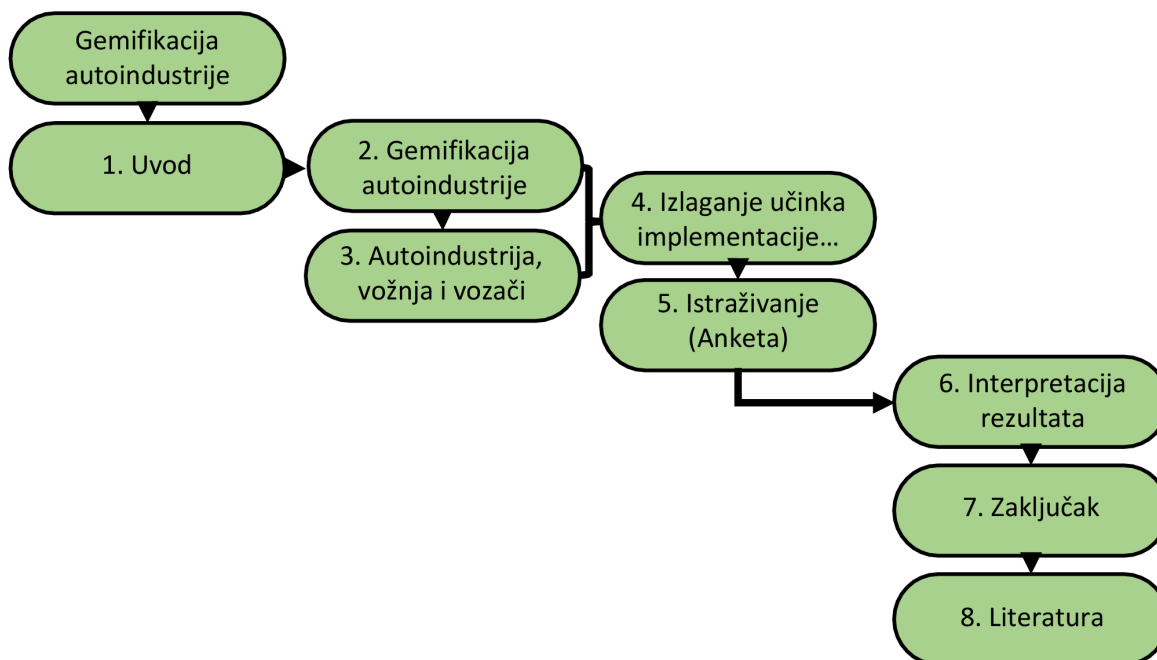 Gemifikacija
autoindustrije
1. Uvod
2. Gemifikacija
autoindustrije
3. Autoindustrija,
vožnja i vozači
4. Izlaganje učinka
implementacije...
5. Istraživanje
(Anketa)
6. Interpretacija
rezultata
7. Zaključak
8. Literatura